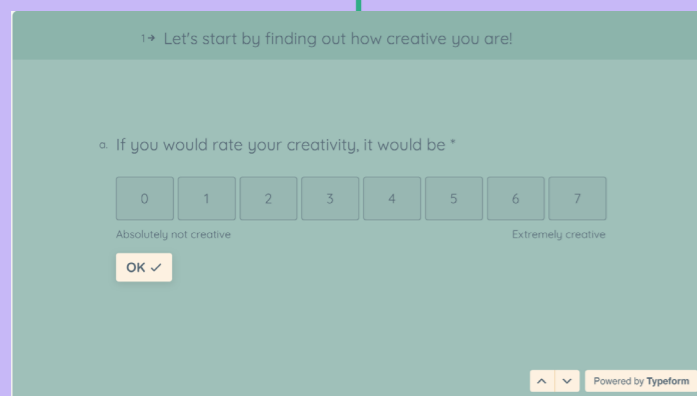 1→ Let's start by finding out how creative you are!
a. If you would rate your creativity, it would be *
0 1 2 3 4 5 6 7
Absolutely not creative Extremely creative
OK ✓
Powered by Typeform